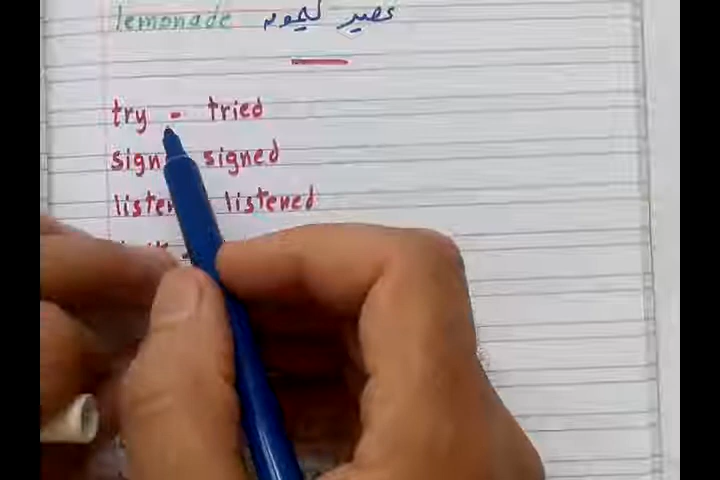 lemonade عصير ليمون
try - tried
sign signed
listen listened